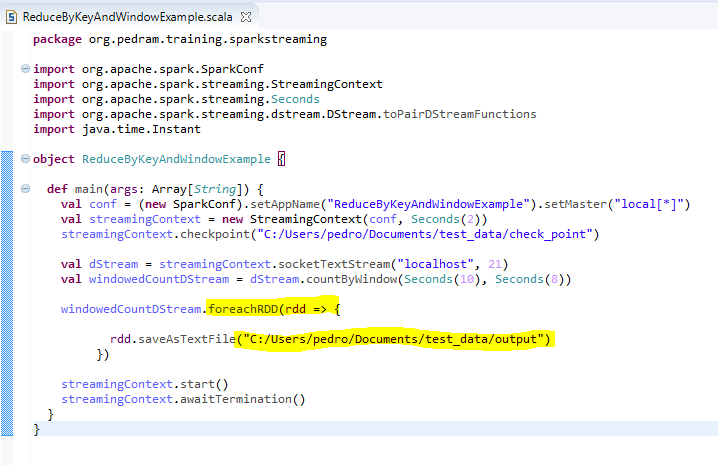 ReduceByKeyAndWindowExample.scala
package org.pedram.training.sparkstreaming
import org.apache.spark.SparkConf
import org.apache.spark.streaming.StreamingContext
import org.apache.spark.streaming.Seconds
import org.apache.spark.streaming.dstream.DStream.toPairDStreamFunctions
import java.time.Instant
object ReduceByKeyAndWindowExample {
def main(args: Array[String]) {
val conf = (new SparkConf).setAppName("ReduceByKeyAndWindowExample").setMaster("local[*]")
val streamingContext = new StreamingContext(conf, Seconds(2))
streamingContext.checkpoint("C:/Users/pedro/Documents/test_data/check_point")
val dStream = streamingContext.socketTextStream("localhost", 21)
val windowedCountDStream = dStream.countByWindow(Seconds(10), Seconds(8))
windowedCountDStream.foreachRDD(rdd => {
rdd.saveAsTextFile("C:/Users/pedro/Documents/test_data/output")
})
streamingContext.start()
streamingContext.awaitTermination()
}
}